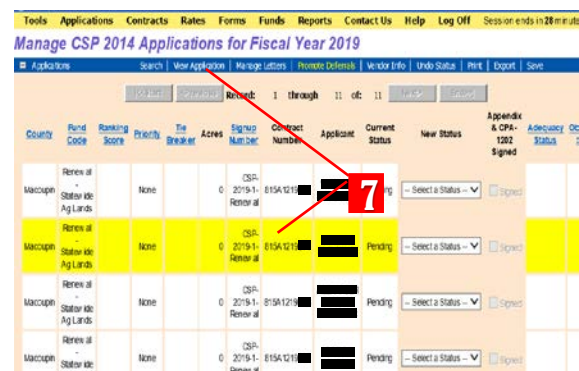 Tools Applications Contracts Rates Forms Funds Reports Contact Us Help Log Off Session ends in 28 minut
Manage CSP 2014 Applications for Fiscal Year 2019
Applications Search | View Application | Manage Letters | Promote Deferrals | Vendor Info | Undo Status | Print | Export | Save
Record: 1 through 11 of: 11
County Fund Code Ranking Score Priority Tie Breaker Acres Signup Number Contract Number Applicant Current Status New Status Appendix & CPA-1202 Signed Adequacy Status
7
Macoupin Renewal - Statewide Ag Lands None 0 CSP-2019-1-Renewal 815A1219 -- Select a Status -- Signed
Macoupin Renewal - Statewide Ag Lands None 0 CSP-2019-1-Renewal 815A1219 Pending -- Select a Status -- Signed
Macoupin Renewal - Statewide Ag Lands None 0 CSP-2019-1-Renewal 815A1219 Pending -- Select a Status -- Signed
Macoupin Renewal - Statewide None 0 CSP-2019-1-Renewal 815A1219 Pending -- Select a Status -- Signed